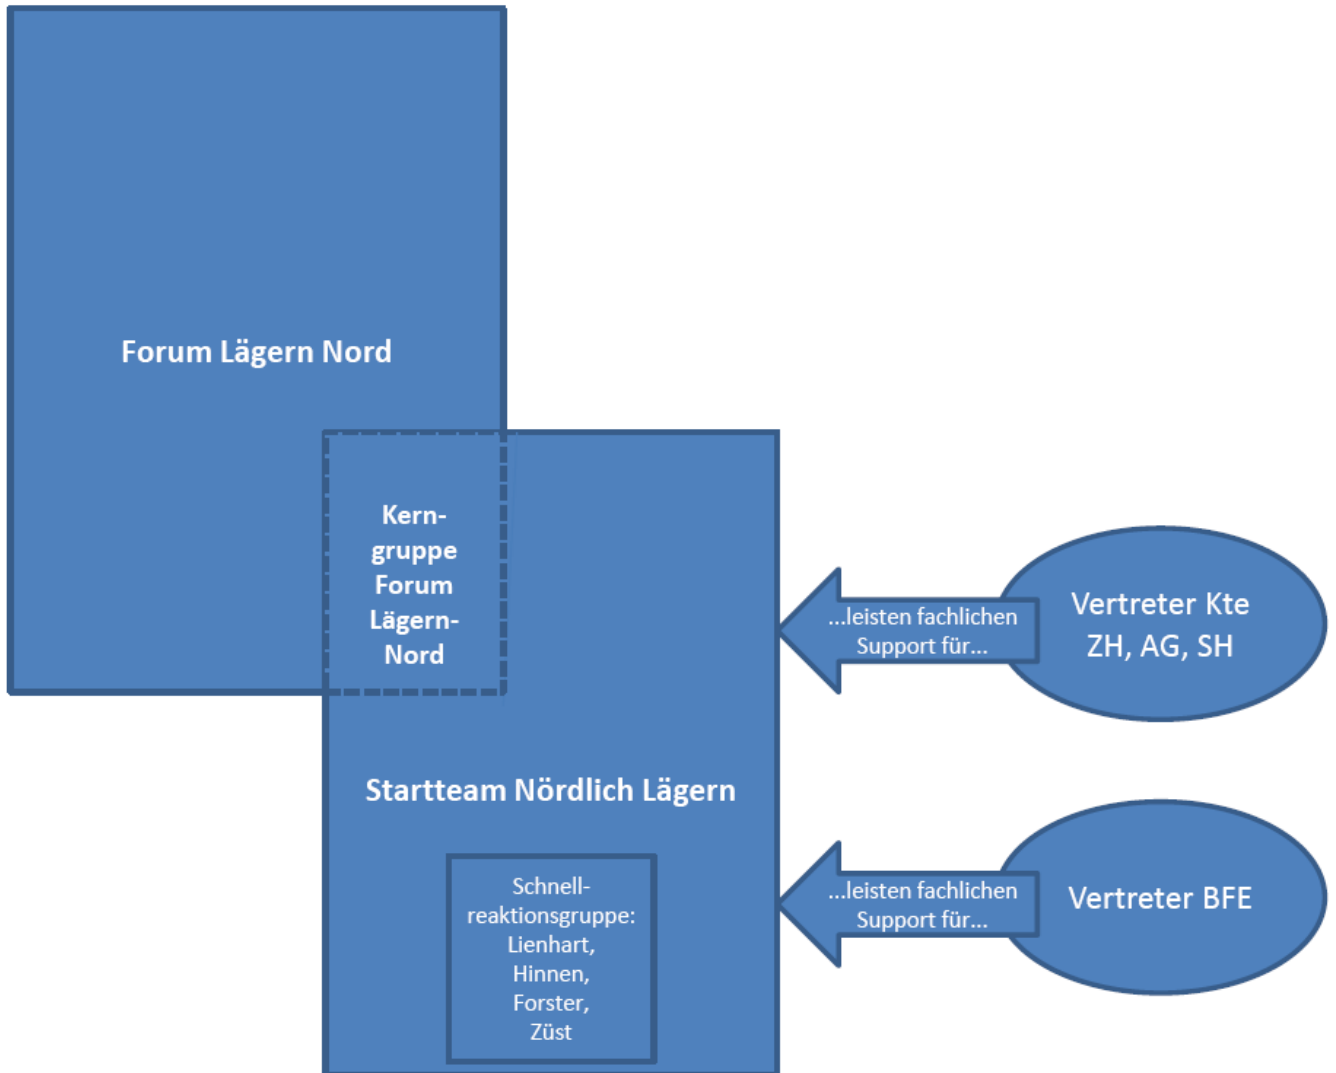 Forum Lägern Nord
Kern-
gruppe
Forum
Lägern-
Nord
...leisten fachlichen
Support für...
Vertreter Kte
ZH, AG, SH
Startteam Nördlich Lägern
...leisten fachlichen
Support für...
Vertreter BFE
Schnell-
reaktionsgruppe:
Lienhart,
Hinnen,
Forster,
Züst